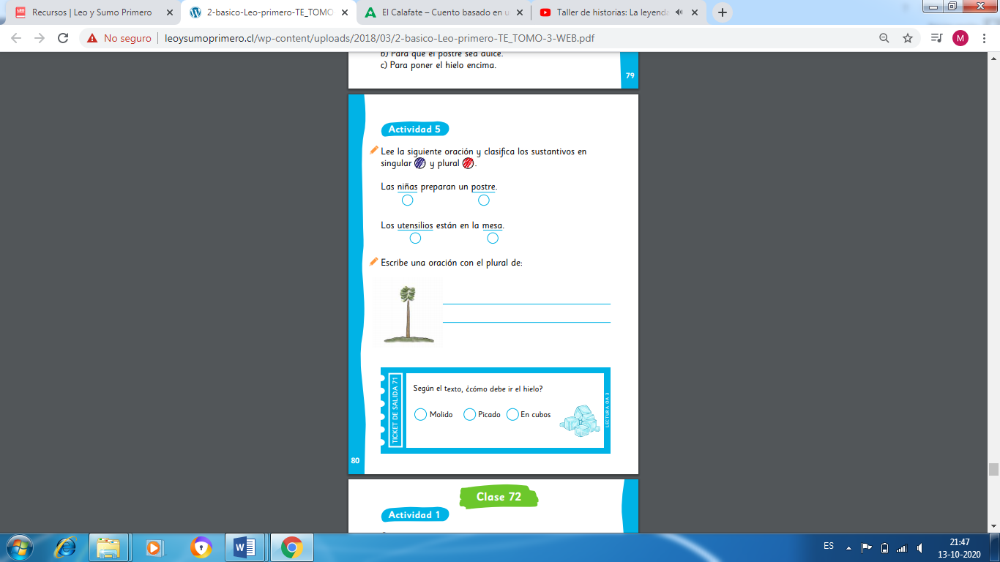 Recursos | Leo y Sumo Primero
2-basico-Leo-primero-TE_TOMO
El Calafate – Cuento basado en u
Taller de historias: La leyenda
No seguro
leoysumoprimero.cl/wp-content/uploads/2018/03/2-basico-Leo-primero-TE_TOMO-3-WEB.pdf
M
b) Para que el postre sea dulce.
c) Para poner el hielo encima.
79
Actividad 5
Lee la siguiente oración y clasifica los sustantivos en
singular y plural .
Las niñas preparan un postre.
Los utensilios están en la mesa.
Escribe una oración con el plural de:
TICKET DE SALIDA 71
Según el texto, ¿cómo debe ir el hielo?
Molido Picado En cubos
LECTURA OA 3
80
Clase 72
Actividad 1
ES
21:47
13-10-2020